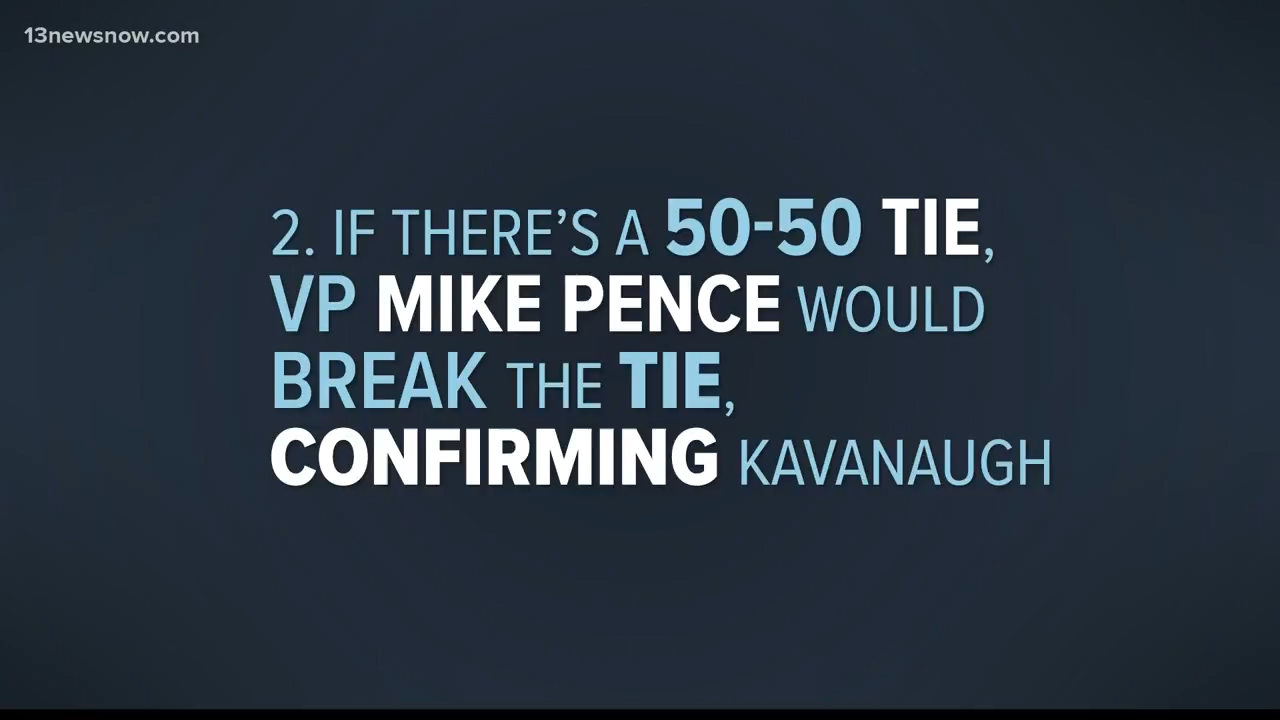 13newsnow.com
2. IF THERE'S A 50-50 TIE,
VP MIKE PENCE WOULD
BREAK THE TIE,
CONFIRMING KAVANAUGH